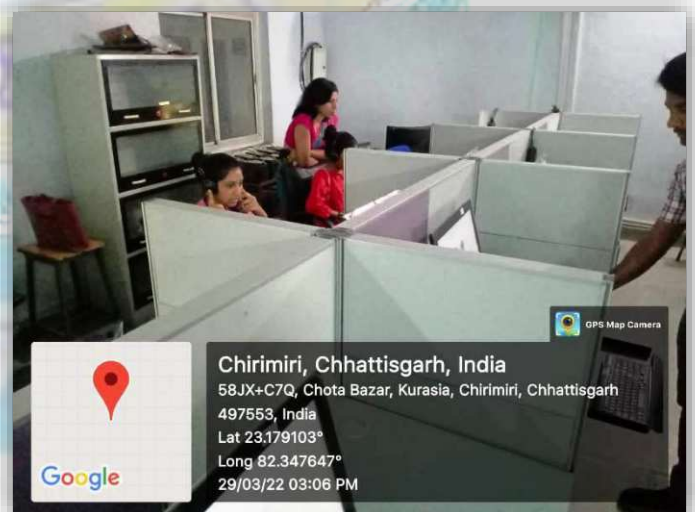 GPS Map Camera
Chirimiri, Chhattisgarh, India
58JX+C7Q, Chota Bazar, Kurasia, Chirimiri, Chhattisgarh
497553, India
Lat 23.179103°
Long 82.347647°
29/03/22 03:06 PM
Google